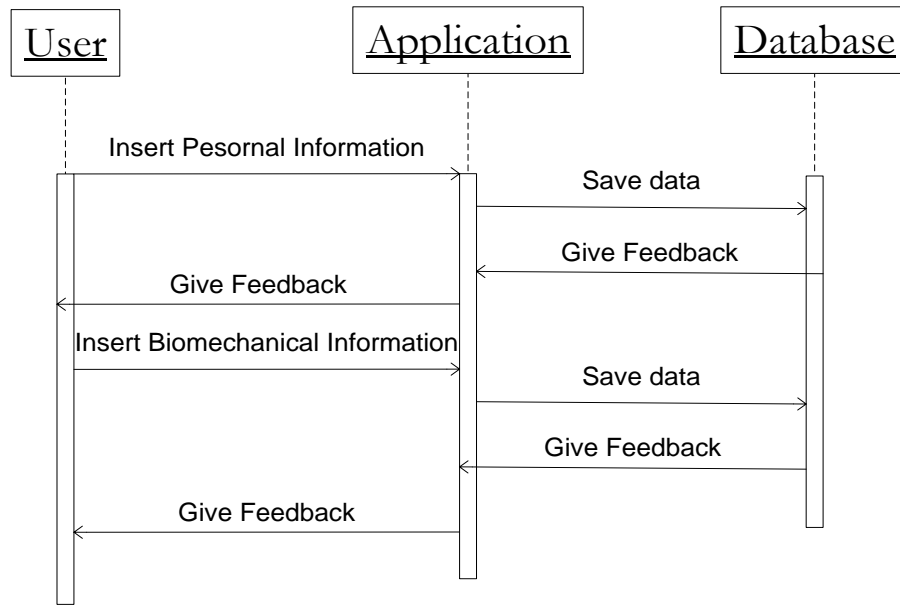 User
Application
Database
Insert Pesornal Information
Save data
Give Feedback
Give Feedback
Insert Biomechanical Information
Save data
Give Feedback
Give Feedback